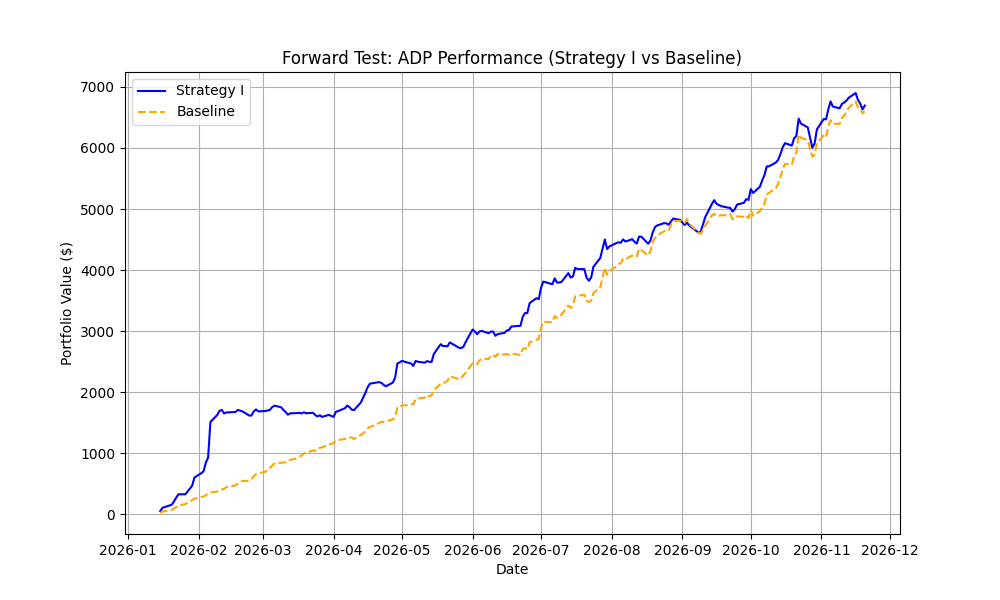 Forward Test: ADP Performance (Strategy I vs Baseline)
Strategy I
Baseline
Portfolio Value ($)
7000
6000
5000
4000
3000
2000
1000
0
2026-01 2026-02 2026-03 2026-04 2026-05 2026-06 2026-07 2026-08 2026-09 2026-10 2026-11 2026-12
Date